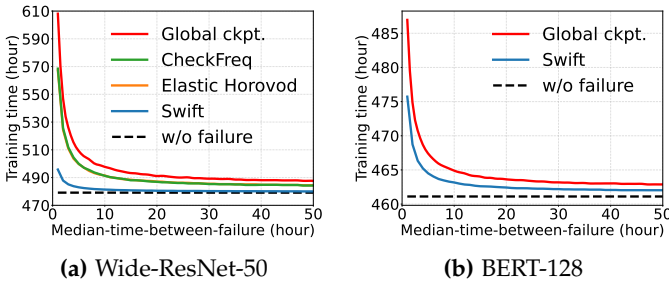 610
590
570
550
530
510
490
470
Training time (hour)
Global ckpt.
CheckFreq
Elastic Horovod
Swift
w/o failure
0 10 20 30 40 50
Median-time-between-failure (hour)
(a) Wide-ResNet-50
485
480
475
470
465
460
Training time (hour)
Global ckpt.
Swift
w/o failure
0 10 20 30 40 50
Median-time-between-failure (hour)
(b) BERT-128